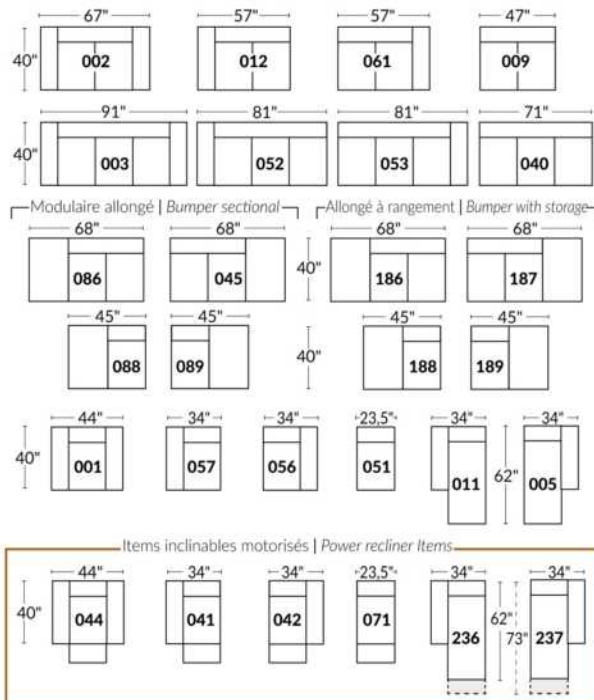 67" 57" 57" 47"
40" 002 012 061 009
91" 81" 81" 71"
40" 003 052 053 040
Modulaire allongé | Bumper sectional Allongé à rangement | Bumper with storage
68" 68" 68" 68"
086 045 40" 186 187
45" 45" 45" 45"
088 089 40" 188 189
44" 34" 34" 23,5" 34" 34"
40" 001 057 056 051 011 62" 005
Items inclinables motorisés | Power recliner Items
44" 34" 34" 23,5" 34" 34"
40" 044 041 042 071 236 62" 73" 237